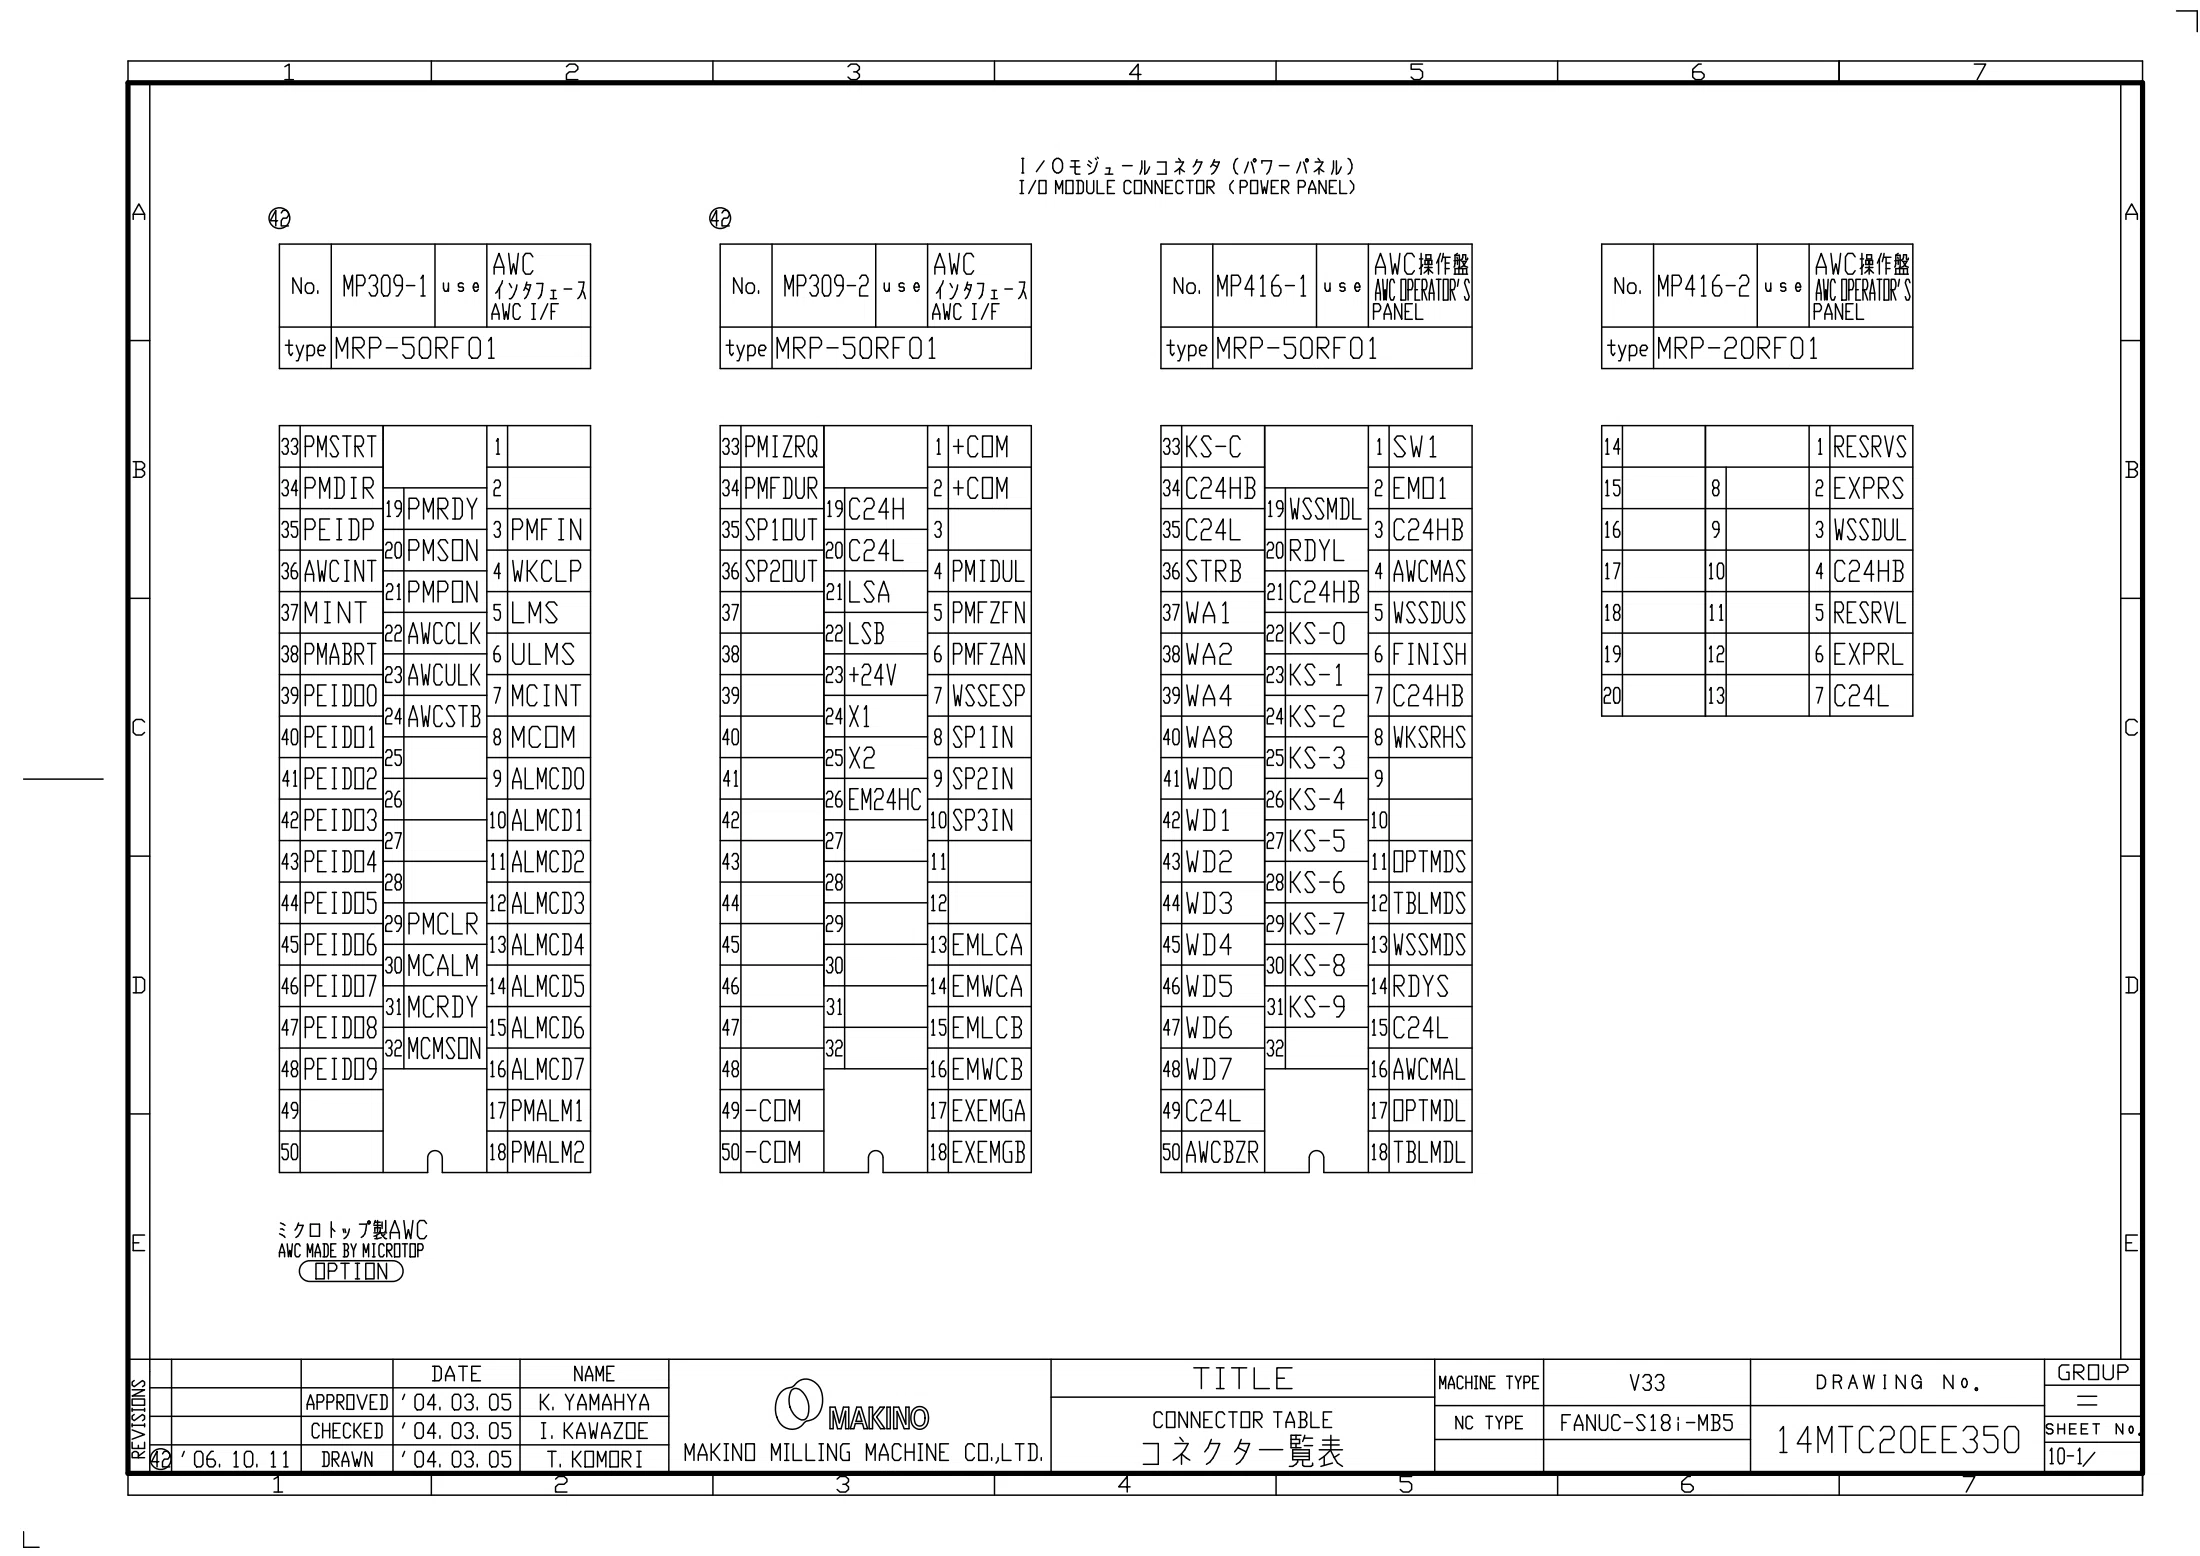 1 2 3 4 5 6 7
I/Oモジュールコネクタ(パワーパネル)
I/O MODULE CONNECTOR (POWER PANEL)
A A
B B
C C
D D
E E
42
No. MP309-1 use AWC
インタフェース
AWC I/F
type MRP-50RF01
33 PMSTRT 1
34 PMDIR 2
19 PMRDY
35 PEIDP 3 PMFIN
20 PMSON
36 AWCINT 4 WKCLP
21 PMPON
37 MINT 5 LMS
22 AWCCLK
38 PMABRT 6 ULMS
23 AWCULK
39 PEIDO0 7 MCINT
24 AWCSTB
40 PEIDO1 8 MCOM
25
41 PEIDO2 9 ALMCD0
26
42 PEIDO3 10 ALMCD1
27
43 PEIDO4 11 ALMCD2
28
44 PEIDO5 12 ALMCD3
29 PMCLR
45 PEIDO6 13 ALMCD4
30 MCALM
46 PEIDO7 14 ALMCD5
31 MCRDY
47 PEIDO8 15 ALMCD6
32 MCMSON
48 PEIDO9 16 ALMCD7
49 17 PMALM1
50 18 PMALM2
42
No. MP309-2 use AWC
インタフェース
AWC I/F
type MRP-50RF01
33 PMIZRQ 1 +COM
34 PMFDUR 2 +COM
19 C24H
35 SP1OUT 3
20 C24L
36 SP2OUT 4 PMIDUL
21 LSA
37 5 PMFZFN
22 LSB
38 6 PMFZAN
23 +24V
39 7 WSSESP
24 X1
40 8 SP1IN
25 X2
41 9 SP2IN
26 EM24HC
42 10 SP3IN
27
43 11
28
44 12
29
45 13 EMLCA
30
46 14 EMWCA
31
47 15 EMLCB
32
48 16 EMWCB
49 -COM 17 EXEMGA
50 -COM 18 EXEMGB
No. MP416-1 use AWC操作盤
AWC OPERATOR'S
PANEL
type MRP-50RF01
33 KS-C 1 SW1
34 C24HB 2 EMO1
19 WSSMDL
35 C24L 3 C24HB
20 RDYL
36 STRB 4 AWCMAS
21 C24HB
37 WA1 5 WSSDUS
22 KS-0
38 WA2 6 FINISH
23 KS-1
39 WA4 7 C24HB
24 KS-2
40 WA8 8 WKSRHS
25 KS-3
41 WD0 9
26 KS-4
42 WD1 10
27 KS-5
43 WD2 11 OPTMDS
28 KS-6
44 WD3 12 TBLMDS
29 KS-7
45 WD4 13 WSSMDS
30 KS-8
46 WD5 14 RDYS
31 KS-9
47 WD6 15 C24L
32
48 WD7 16 AWCMAL
49 C24L 17 OPTMDL
50 AWCBZR 18 TBLMDL
No. MP416-2 use AWC操作盤
AWC OPERATOR'S
PANEL
type MRP-20RF01
14 1 RESRVS
15 8 2 EXPRS
16 9 3 WSSDUL
17 10 4 C24HB
18 11 5 RESRVL
19 12 6 EXPRL
20 13 7 C24L
ミクロトップ製AWC
AWC MADE BY MICROTOP
OPTION
REVISIONS
42 '06.10.11
DATE NAME
APPROVED '04.03.05 K. YAMAHYA
CHECKED '04.03.05 I. KAWAZOE
DRAWN '04.03.05 T. KOMORI
MAKINO
MAKINO MILLING MACHINE CO.,LTD.
TITLE
CONNECTOR TABLE
コネクタ一覧表
MACHINE TYPE V33
NC TYPE FANUC-S18i-MB5
DRAWING No.
14MTC20EE350
GROUP
=
SHEET No.
10-1/
1 2 3 4 5 6 7